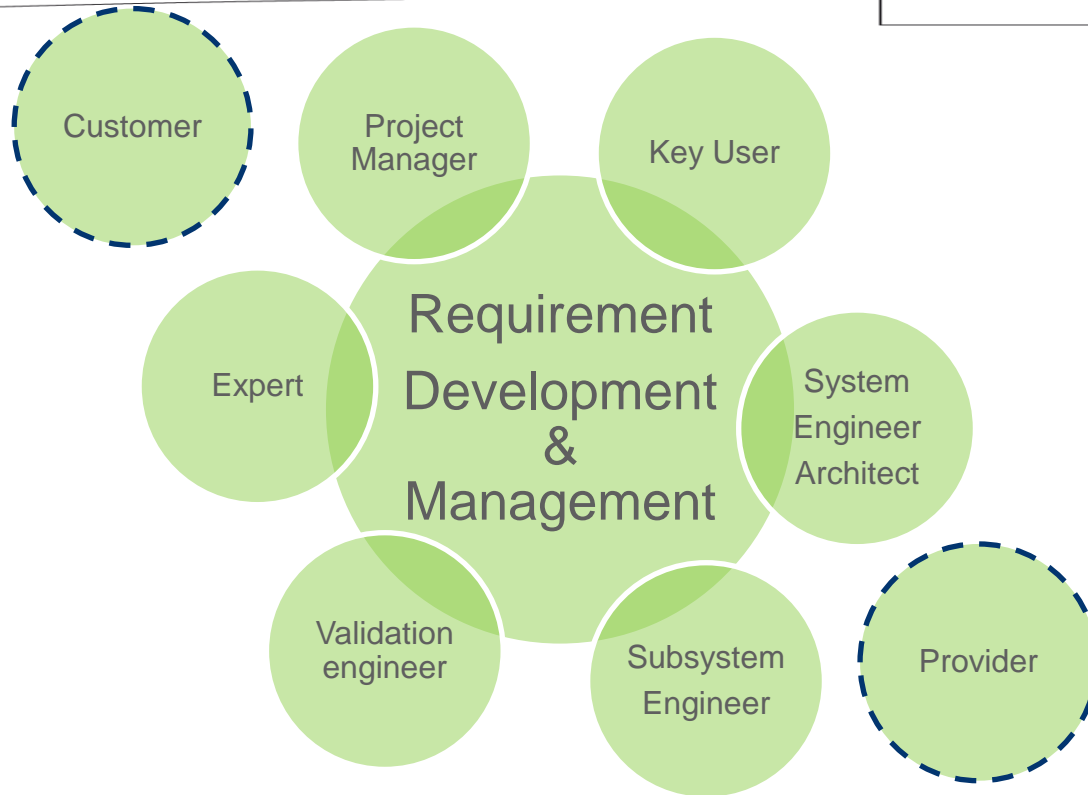 Customer
Project
Manager
Key User
Requirement
Development
&
Management
Expert
System
Engineer
Architect
Validation
engineer
Subsystem
Engineer
Provider